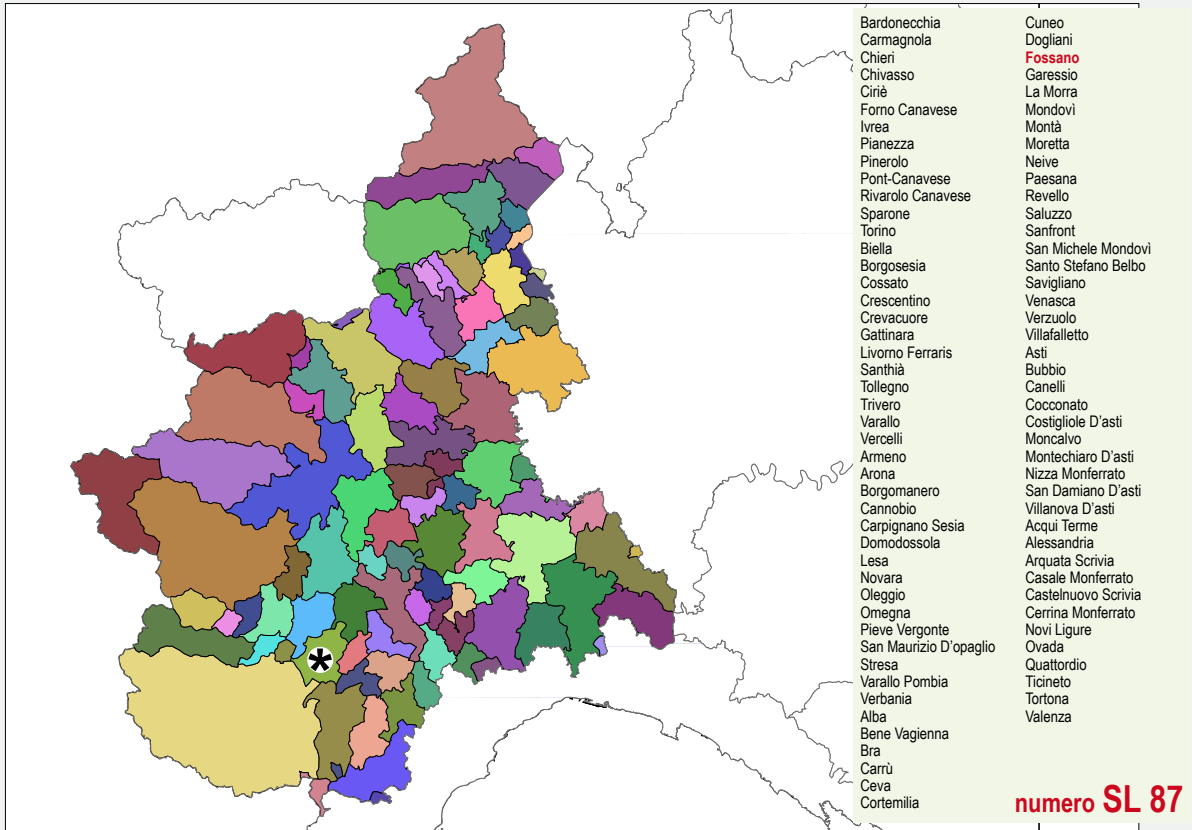 Bardonecchia
Carmagnola
Chieri
Chivasso
Ciriè
Forno Canavese
Ivrea
Pianezza
Pinerolo
Pont-Canavese
Rivarolo Canavese
Sparone
Torino
Biella
Borgosesia
Cossato
Crescentino
Crevacuore
Gattinara
Livorno Ferraris
Santhià
Tollegno
Trivero
Varallo
Vercelli
Armeno
Arona
Borgomanero
Cannobio
Carpignano Sesia
Domodossola
Lesa
Novara
Oleggio
Omegna
Pieve Vergonte
San Maurizio D'opaglio
Stresa
Varallo Pombia
Verbania
Alba
Bene Vagienna
Bra
Carrù
Ceva
Cortemilia
Cuneo
Dogliani
Fossano
Garessio
La Morra
Mondovì
Montà
Moretta
Neive
Paesana
Revello
Saluzzo
Sanfront
San Michele Mondovì
Santo Stefano Belbo
Savigliano
Venasca
Verzuolo
Villafalletto
Asti
Bubbio
Canelli
Cocconato
Costigliole D'asti
Moncalvo
Montechiaro D'asti
Nizza Monferrato
San Damiano D'asti
Villanova D'asti
Acqui Terme
Alessandria
Arquata Scrivia
Casale Monferrato
Castelnuovo Scrivia
Cerrina Monferrato
Novi Ligure
Ovada
Quattordio
Ticineto
Tortona
Valenza
numero SL 87